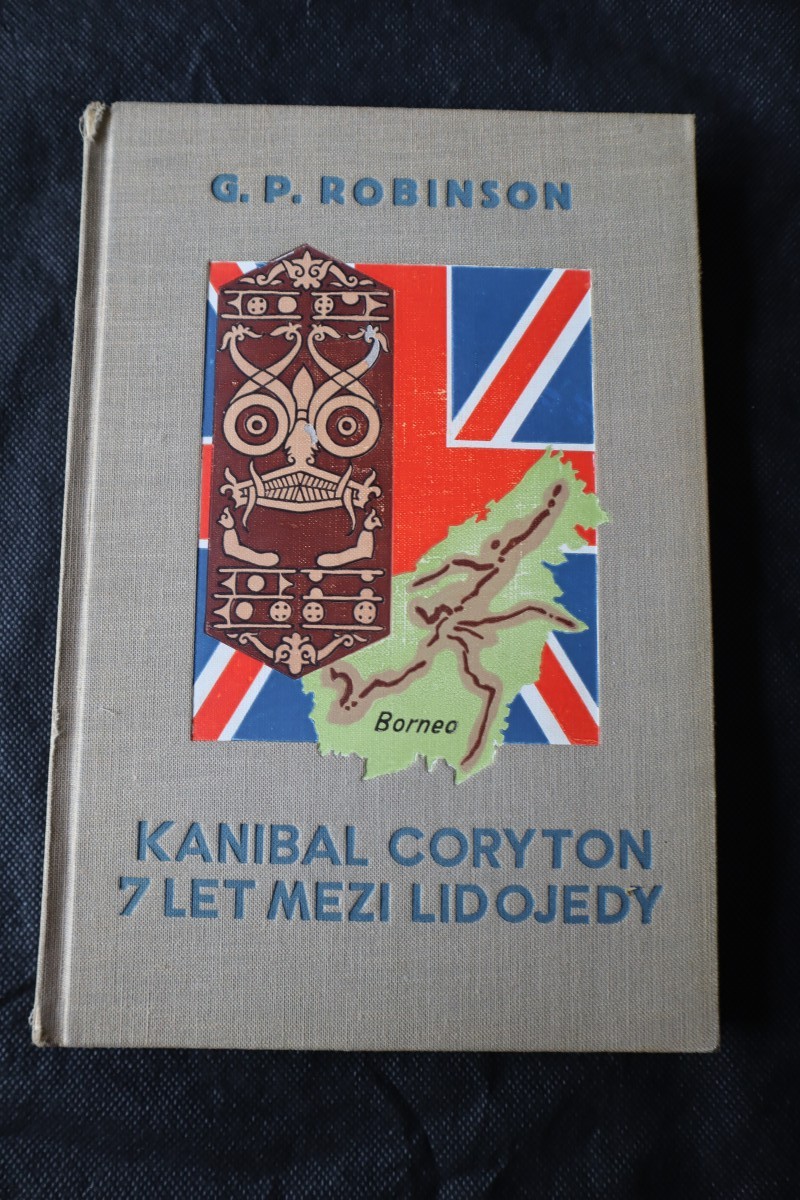 G. P. ROBINSON
Borneo
KANIBAL CORYTON
7 LET MEZI LIDOJEDY